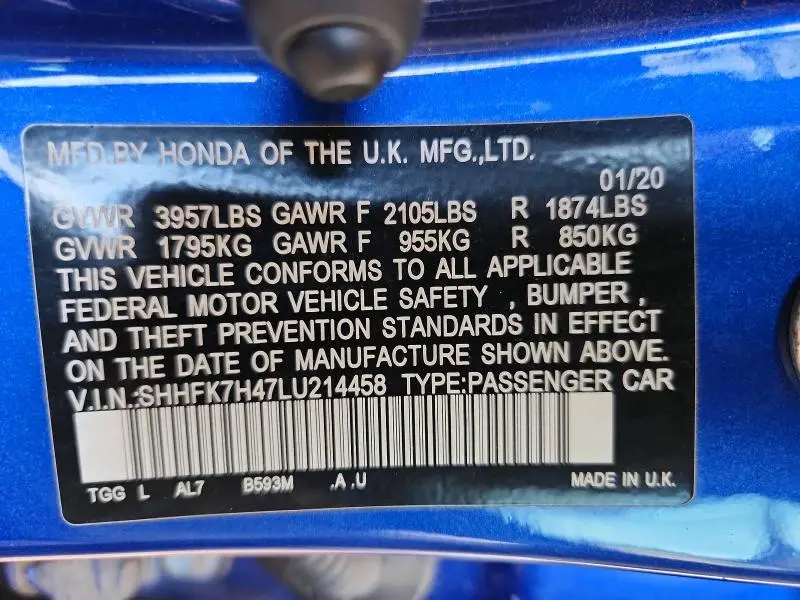 MFD.BY HONDA OF THE U.K. MFG.,LTD.
01/20
GVWR 3957LBS GAWR F 2105LBS R 1874LBS
GVWR 1795KG GAWR F 955KG R 850KG
THIS VEHICLE CONFORMS TO ALL APPLICABLE
FEDERAL MOTOR VEHICLE SAFETY , BUMPER ,
AND THEFT PREVENTION STANDARDS IN EFFECT
ON THE DATE OF MANUFACTURE SHOWN ABOVE.
V.I.N.:SHHFK7H47LU214458 TYPE:PASSENGER CAR
TGG L AL7 B593M .A .U MADE IN U.K.